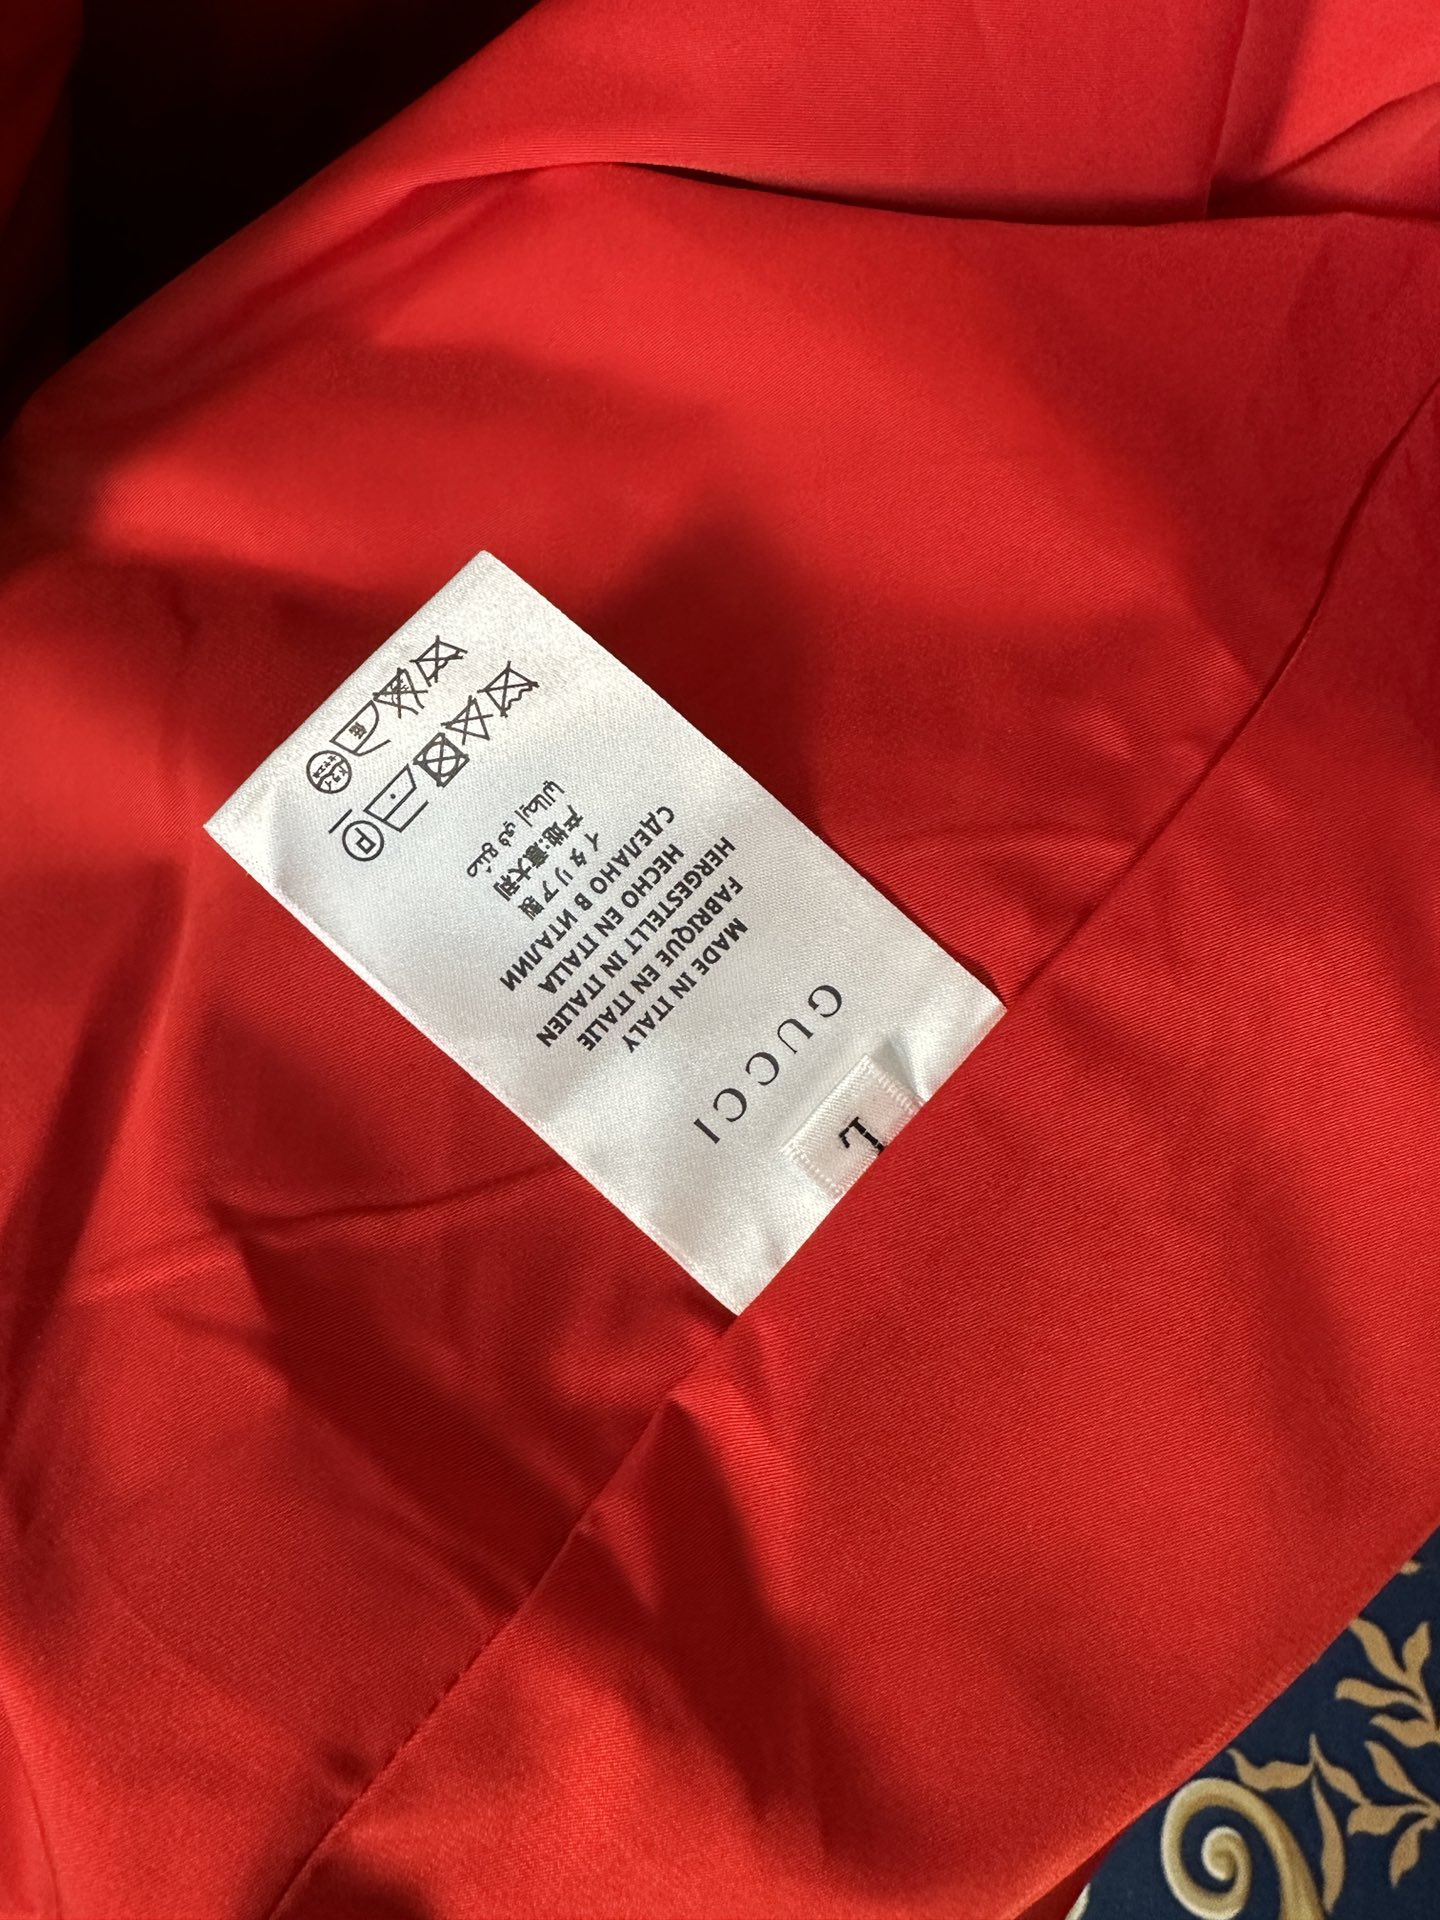 L
GUCCI
MADE IN ITALY
FABRIQUE EN ITALIE
HERGESTELLT IN ITALIEN
HECHO EN ITALIA
СДЕЛАНО В ИТАЛИИ
イタリア製
产地:意大利
صنع في إيطاليا
P